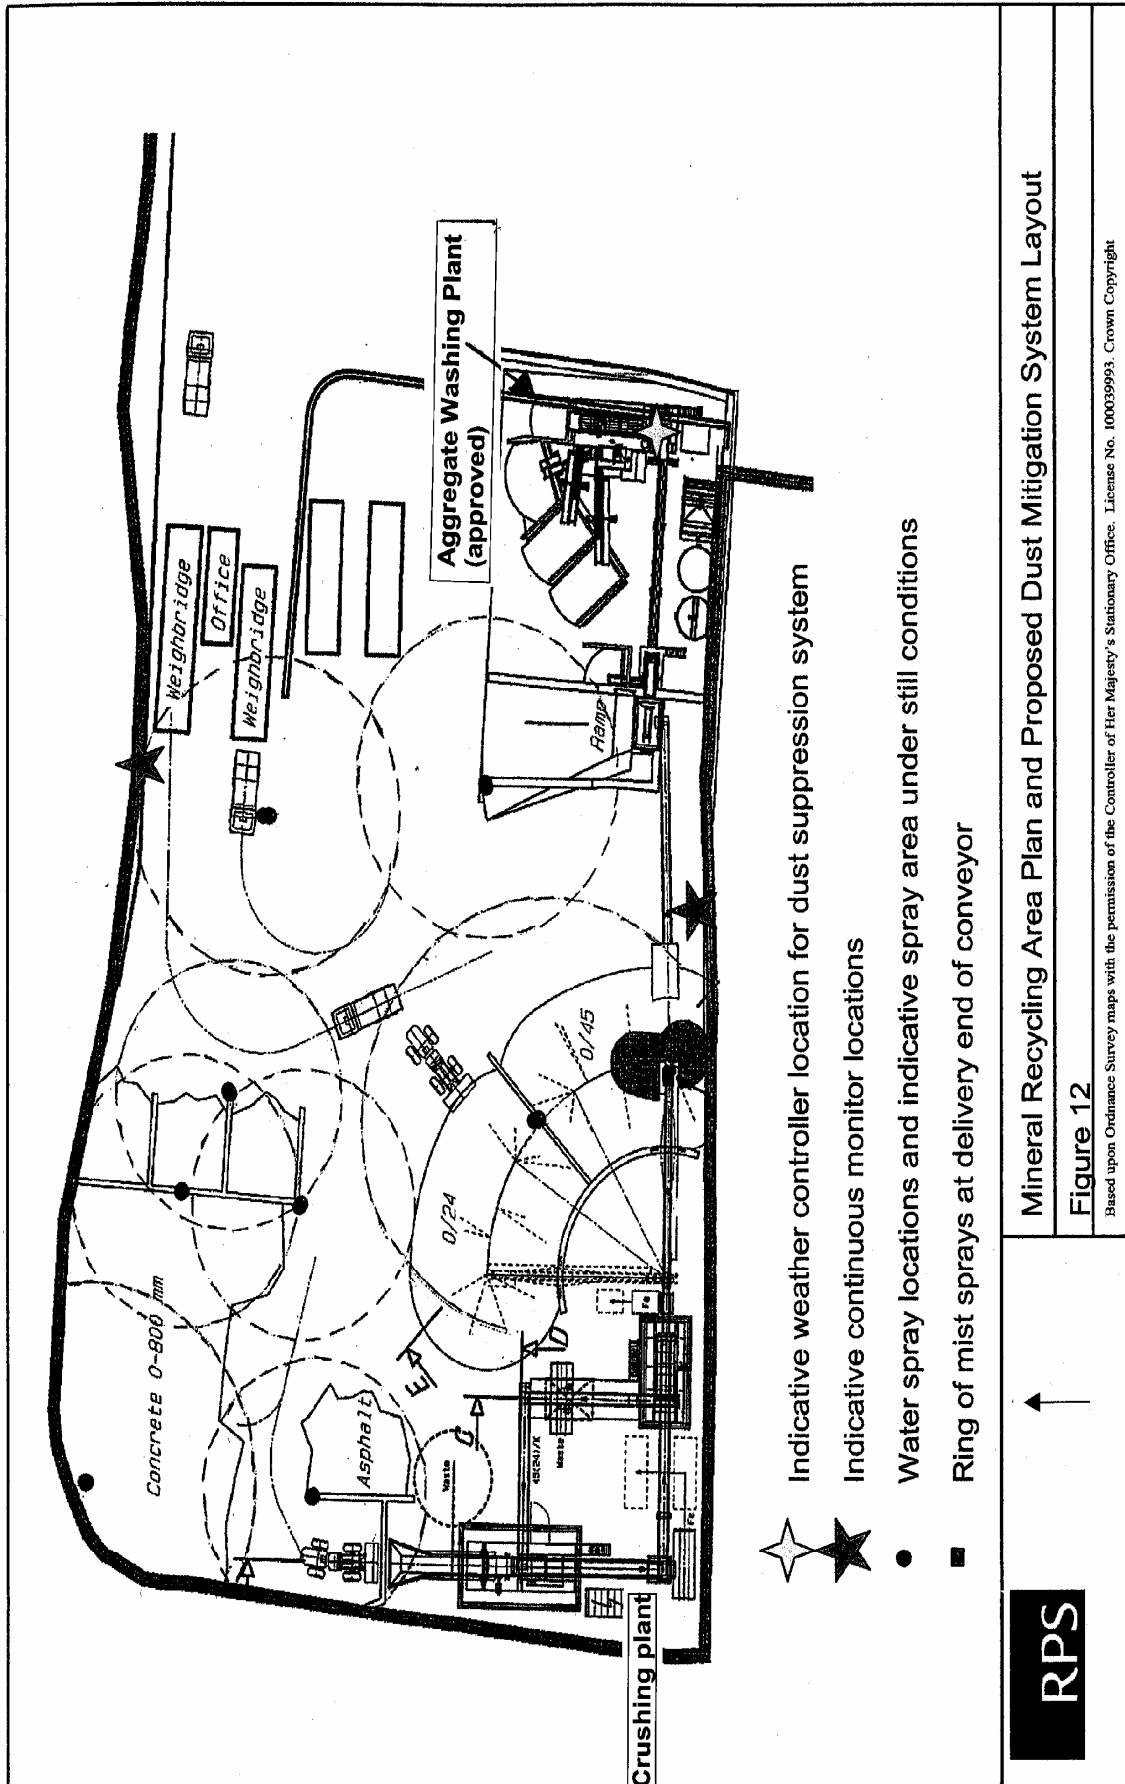 Weighbridge
Office
Weighbridge
Aggregate Washing Plant
(approved)
Ramp
Concrete 0-800 mm
0/24
0/45
Asphalt
Waste
Waste
E
D
C
Fe
Fe
Crushing plant
Indicative weather controller location for dust suppression system
Indicative continuous monitor locations
Water spray locations and indicative spray area under still conditions
Ring of mist sprays at delivery end of conveyor
RPS
Mineral Recycling Area Plan and Proposed Dust Mitigation System Layout
Figure 12
Based upon Ordnance Survey maps with the permission of the Controller of Her Majesty's Stationary Office. License No. 100039993. Crown Copyright